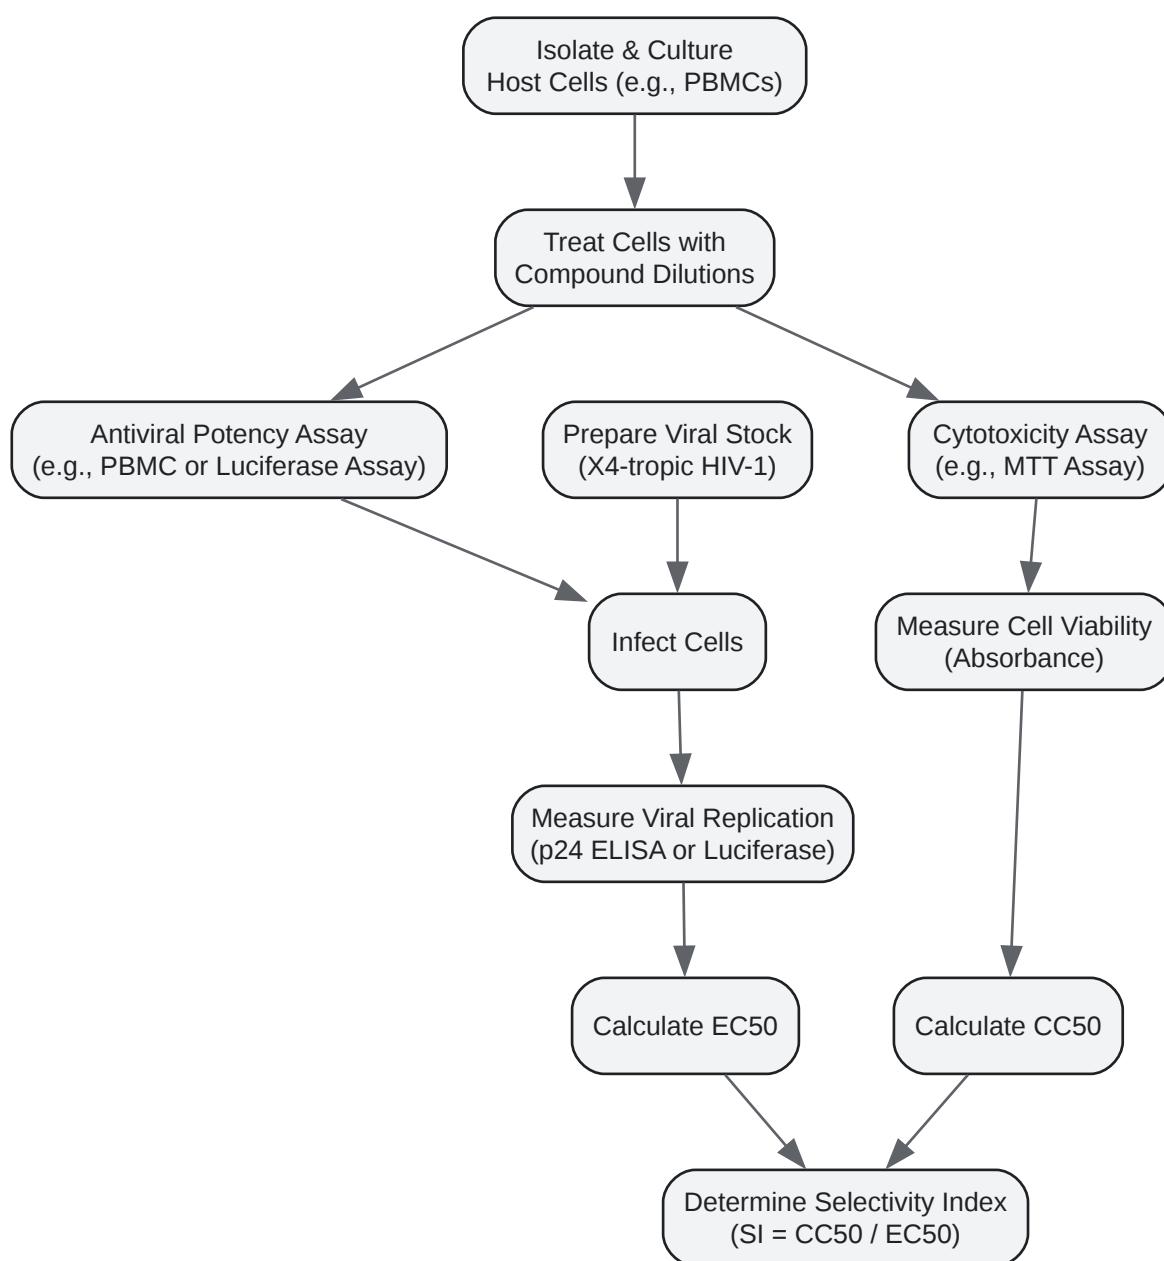 Isolate & Culture
Host Cells (e.g., PBMCs)
Treat Cells with
Compound Dilutions
Antiviral Potency Assay
(e.g., PBMC or Luciferase Assay)
Prepare Viral Stock
(X4-tropic HIV-1)
Cytotoxicity Assay
(e.g., MTT Assay)
Infect Cells
Measure Cell Viability
(Absorbance)
Measure Viral Replication
(p24 ELISA or Luciferase)
Calculate EC50
Calculate CC50
Determine Selectivity Index
(SI = CC50 / EC50)